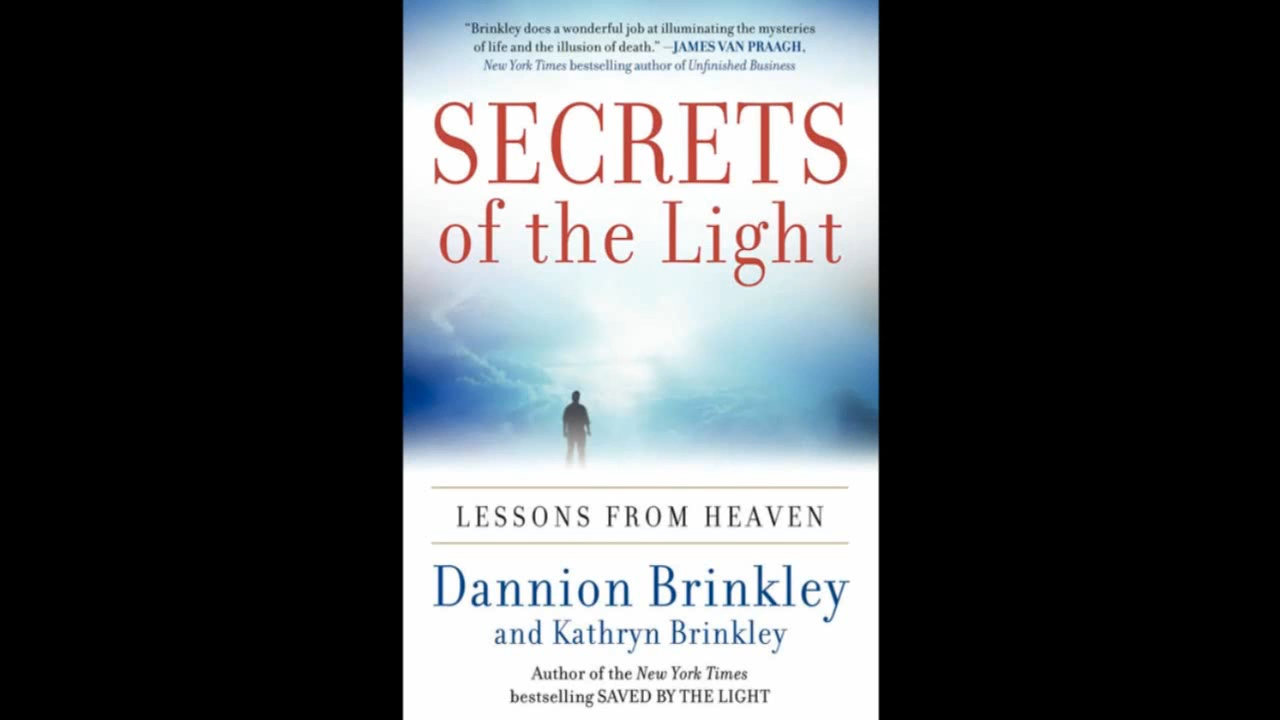 “Brinkley does a wonderful job at illuminating the mysteries
of life and the illusion of death.” —JAMES VAN PRAAGH,
New York Times bestselling author of Unfinished Business
SECRETS
of the Light
LESSONS FROM HEAVEN
Dannion Brinkley
and Kathryn Brinkley
Author of the New York Times
bestselling SAVED BY THE LIGHT